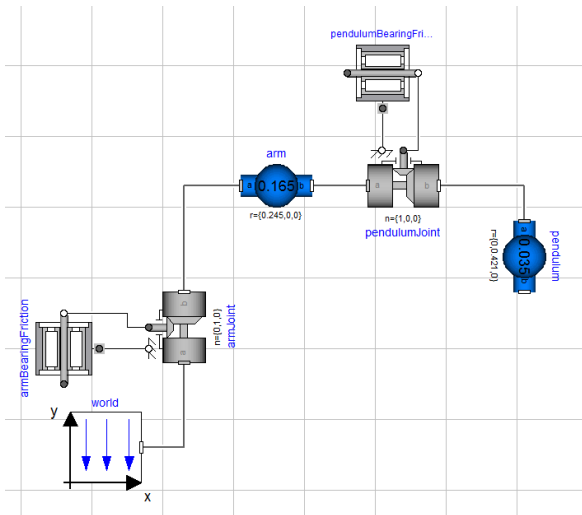 pendulumBearingFri...
arm
a 0.165 b
r={0.245,0,0}
a b
n={1,0,0}
pendulumJoint
a
0.035
b
r={0,0.421,0}
pendulum
b
a
n={0,1,0}
armJoint
armBearingFriction
world
y
x